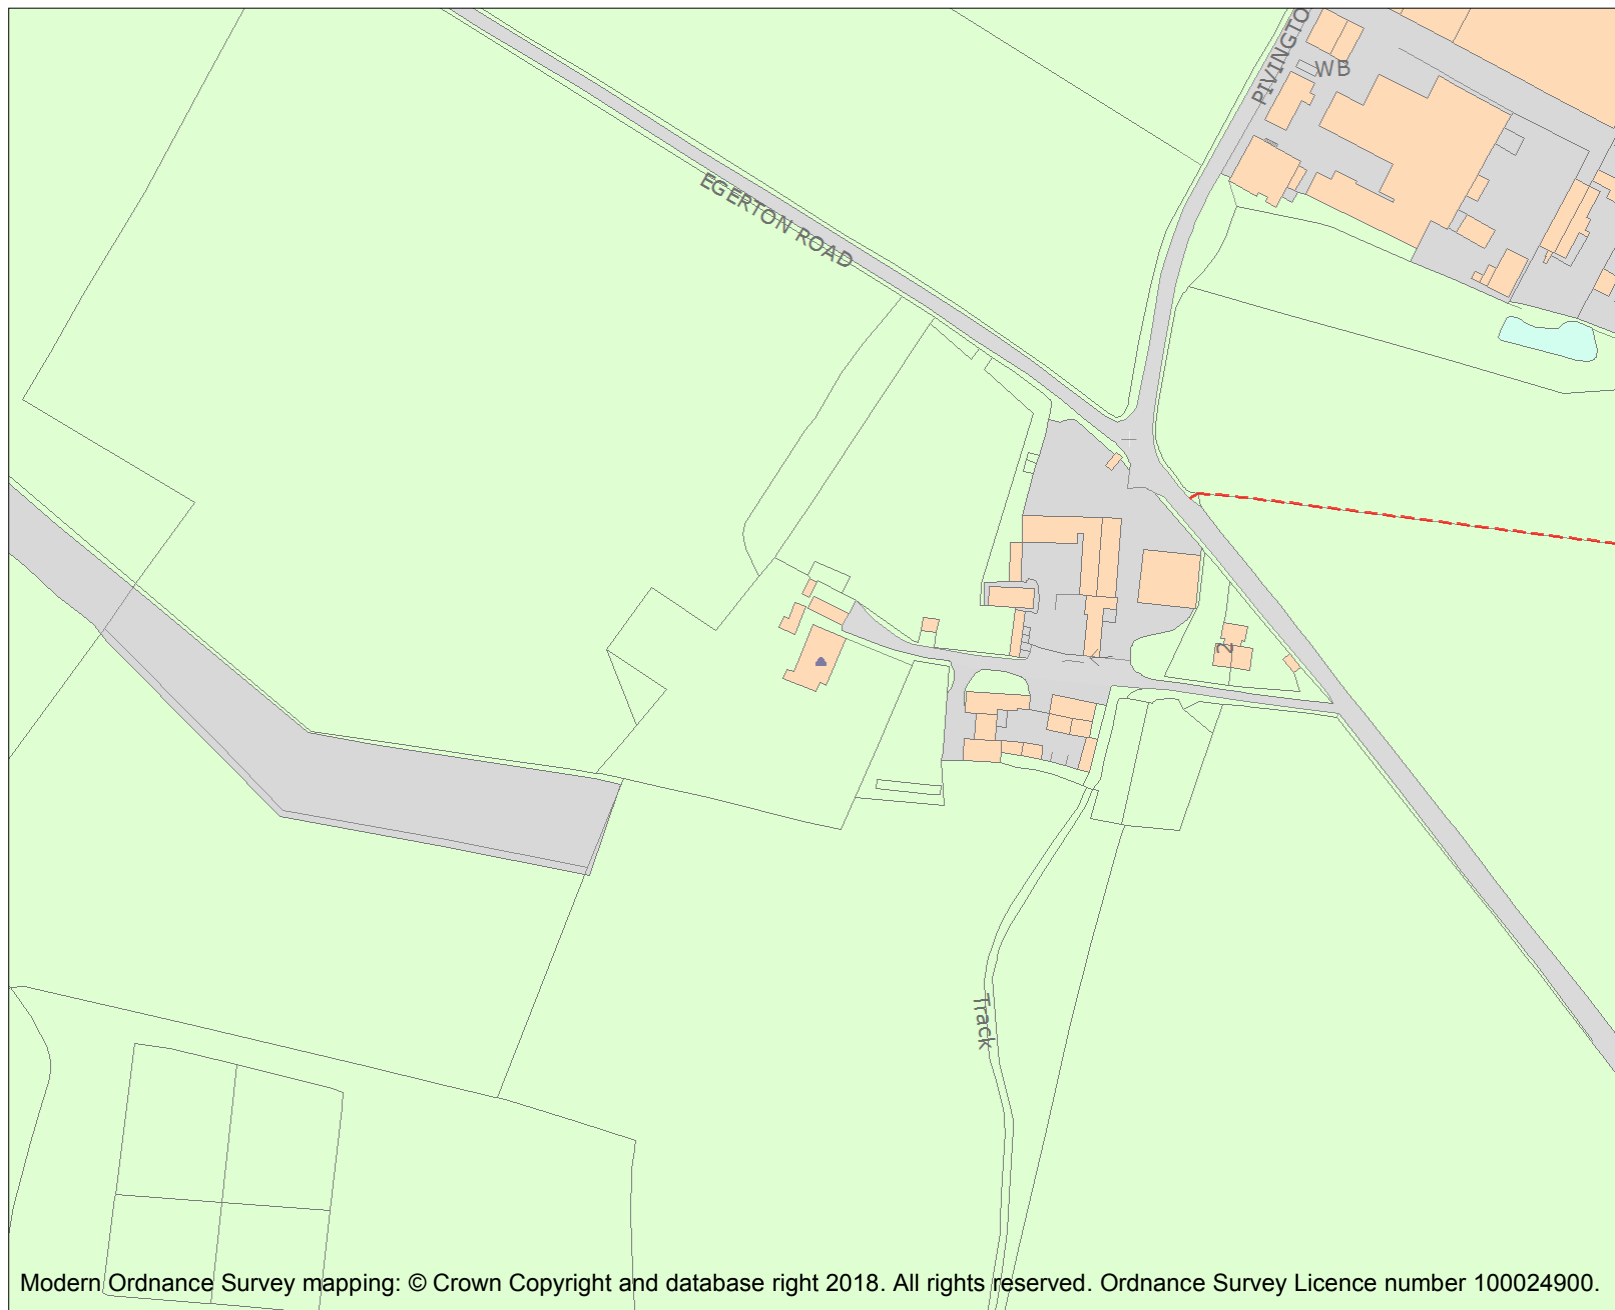 PIVINGTO
WB
EGERTON ROAD
2
Track
Modern Ordnance Survey mapping: © Crown Copyright and database right 2018. All rights reserved. Ordnance Survey Licence number 100024900.